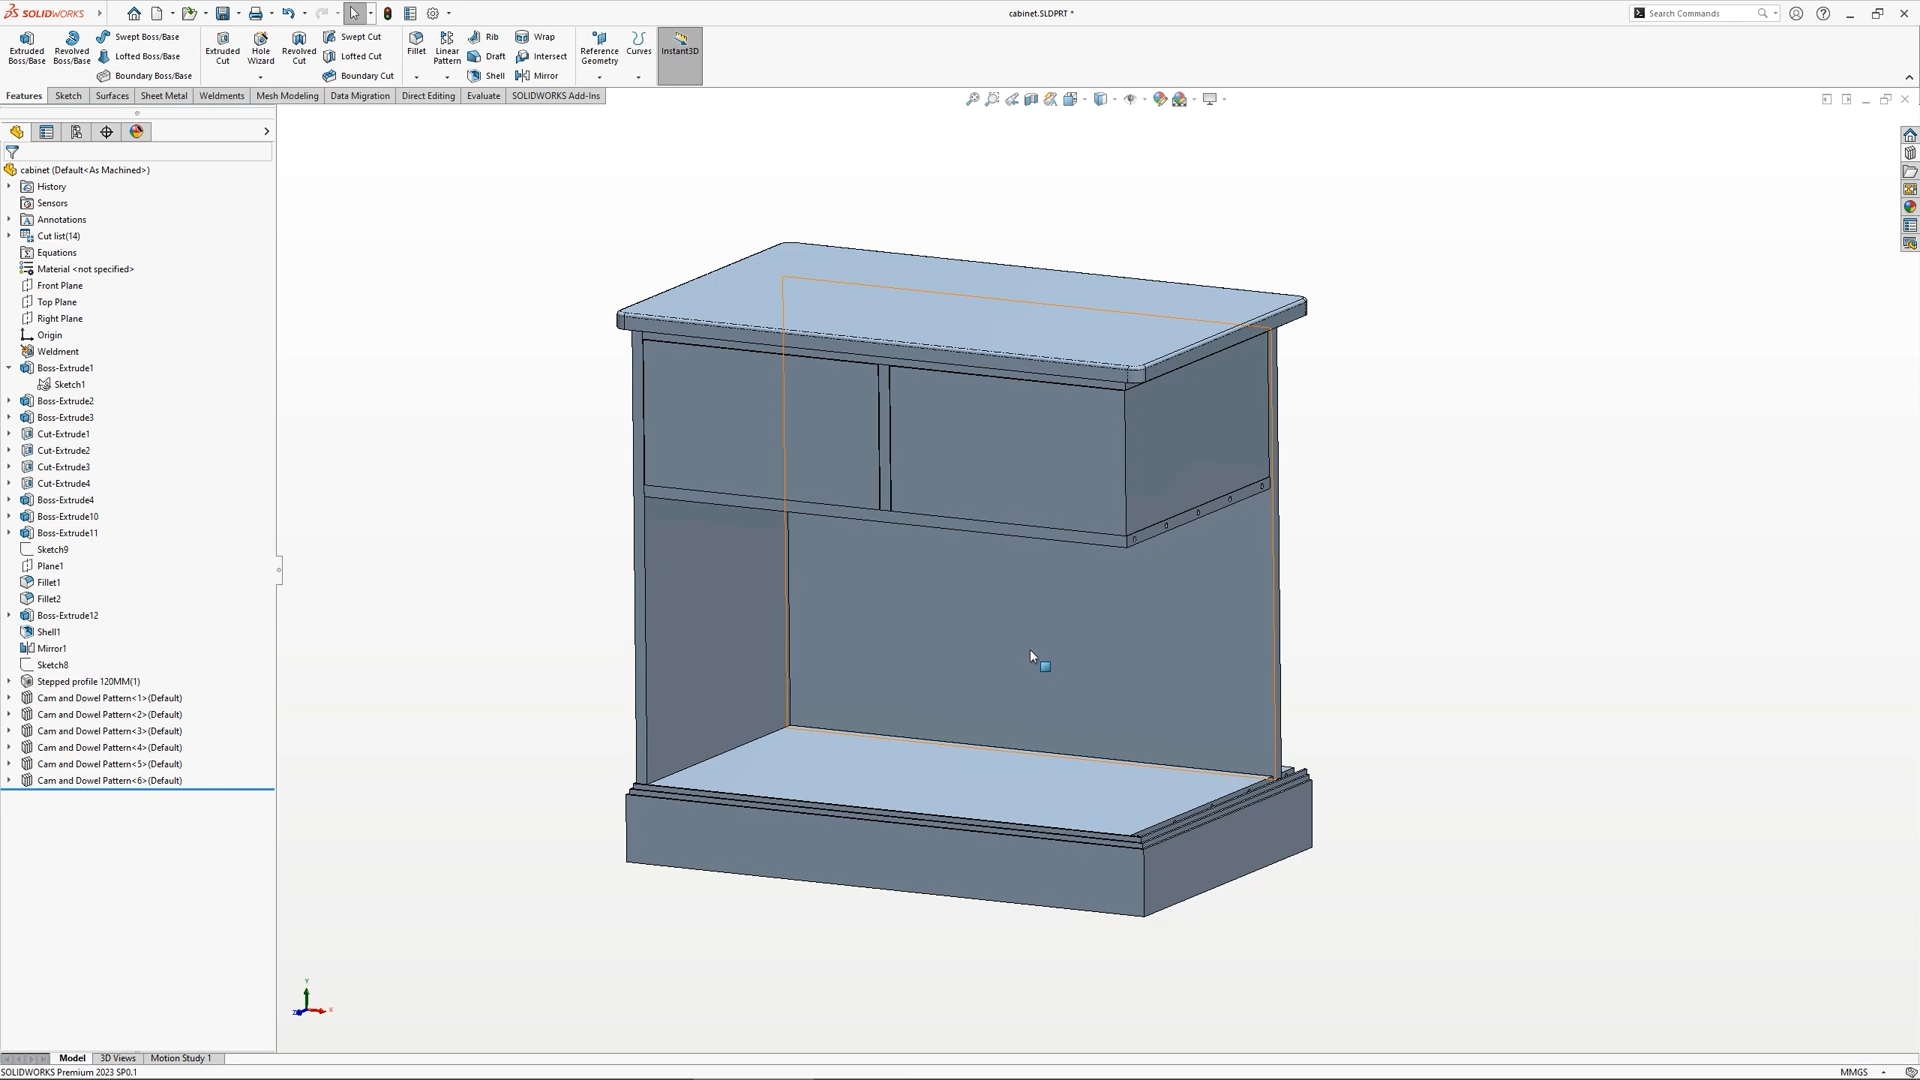 SOLIDWORKS
cabinet.SLDPRT *
Search Commands
Extruded Boss/Base
Revolved Boss/Base
Swept Boss/Base
Lofted Boss/Base
Boundary Boss/Base
Extruded Cut
Hole Wizard
Revolved Cut
Swept Cut
Lofted Cut
Boundary Cut
Fillet
Linear Pattern
Rib
Draft
Shell
Wrap
Intersect
Mirror
Reference Geometry
Curves
Instant3D
Features
Sketch
Surfaces
Sheet Metal
Weldments
Mesh Modeling
Data Migration
Direct Editing
Evaluate
SOLIDWORKS Add-Ins
cabinet (Default<As Machined>)
History
Sensors
Annotations
Cut list(14)
Equations
Material <not specified>
Front Plane
Top Plane
Right Plane
Origin
Weldment
Boss-Extrude1
Sketch1
Boss-Extrude2
Boss-Extrude3
Cut-Extrude1
Cut-Extrude2
Cut-Extrude3
Cut-Extrude4
Boss-Extrude4
Boss-Extrude10
Boss-Extrude11
Sketch9
Plane1
Fillet1
Fillet2
Boss-Extrude12
Shell1
Mirror1
Sketch8
Stepped profile 120MM(1)
Cam and Dowel Pattern<1>(Default)
Cam and Dowel Pattern<2>(Default)
Cam and Dowel Pattern<3>(Default)
Cam and Dowel Pattern<4>(Default)
Cam and Dowel Pattern<5>(Default)
Cam and Dowel Pattern<6>(Default)
Y
Z
X
Model
3D Views
Motion Study 1
SOLIDWORKS Premium 2023 SP0.1
MMGS